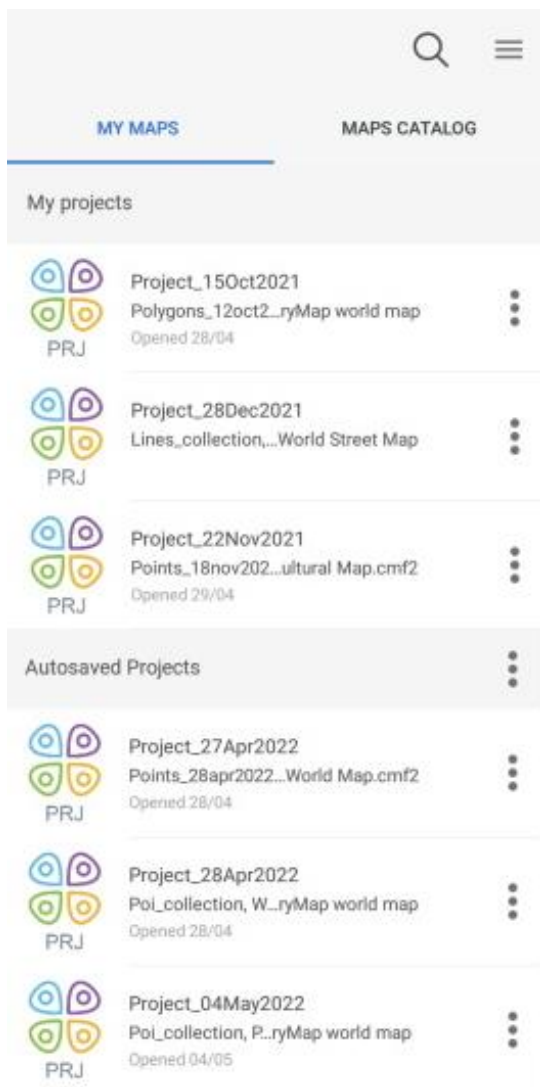 MY MAPS
MAPS CATALOG
My projects
Project_15Oct2021
Polygons_12oct2...ryMap world map
Opened 28/04
PRJ
Project_28Dec2021
Lines_collection,...World Street Map
PRJ
Project_22Nov2021
Points_18nov202...ultural Map.cmf2
Opened 29/04
PRJ
Autosaved Projects
Project_27Apr2022
Points_28apr2022...World Map.cmf2
Opened 28/04
PRJ
Project_28Apr2022
Poi_collection, W...ryMap world map
Opened 28/04
PRJ
Project_04May2022
Poi_collection, P...ryMap world map
Opened 04/05
PRJ